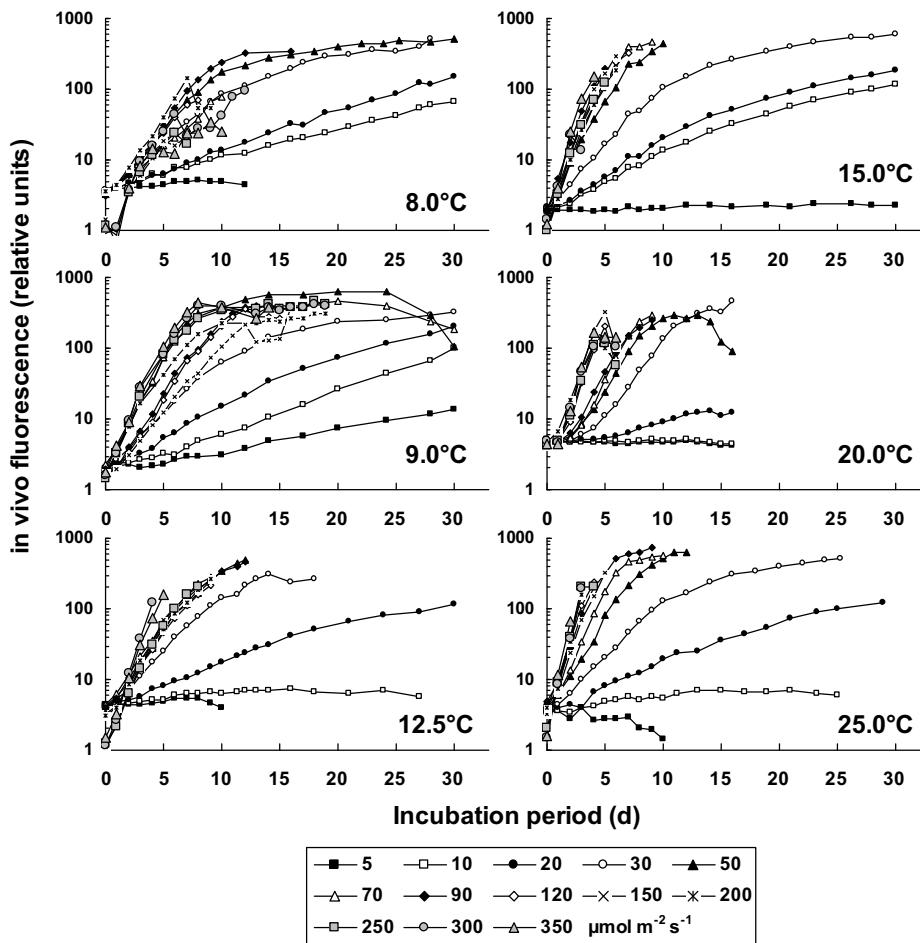 in vivo fluorescence (relative units)
1000
100
10
1
0 5 10 15 20 25 30
8.0°C
1000
100
10
1
0 5 10 15 20 25 30
15.0°C
1000
100
10
1
0 5 10 15 20 25 30
9.0°C
1000
100
10
1
0 5 10 15 20 25 30
20.0°C
1000
100
10
1
0 5 10 15 20 25 30
12.5°C
1000
100
10
1
0 5 10 15 20 25 30
25.0°C
Incubation period (d)
5 10 20 30 50
70 90 120 150 200
250 300 350 µmol m⁻² s⁻¹